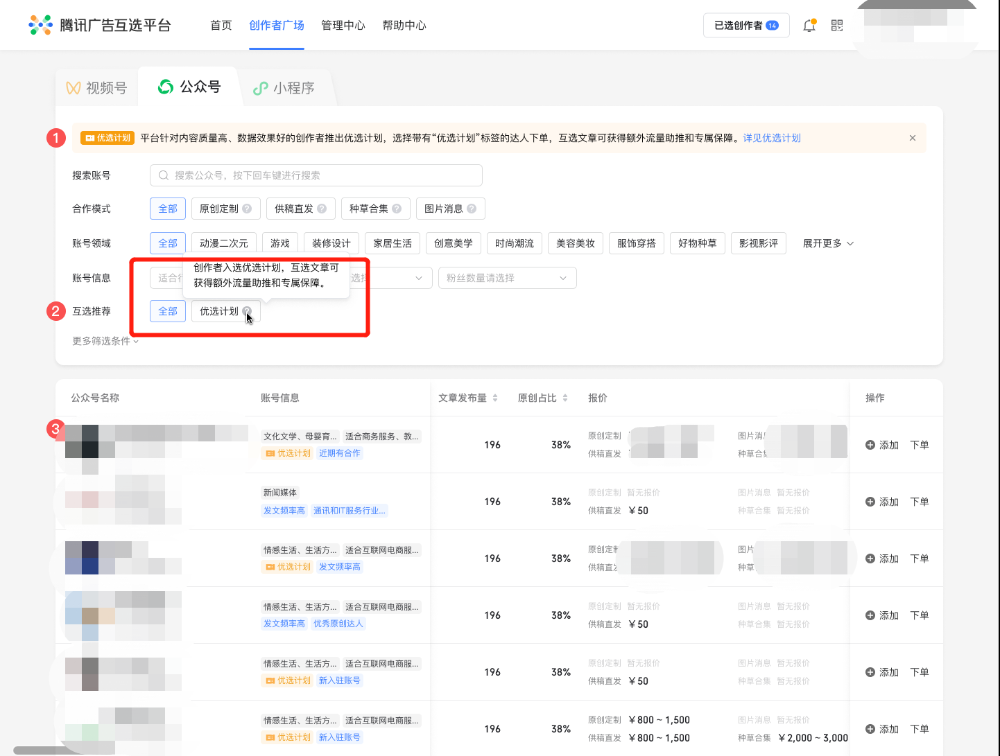 腾讯广告互选平台 首页 创作者广场 管理中心 帮助中心 已选创作者 14
视频号 公众号 小程序
1 优选计划 平台针对内容质量高、数据效果好的创作者推出优选计划，选择带有“优选计划”标签的达人下单，互选文章可获得额外流量助推和专属保障。 详见优选计划 ×
搜索账号 搜索公众号，按下回车键进行搜索
合作模式 全部 原创定制 ? 供稿直发 ? 种草合集 ? 图片消息 ?
账号领域 全部 动漫二次元 游戏 装修设计 家居生活 创意美学 时尚潮流 美容美妆 服饰穿搭 好物种草 影视影评 展开更多
创作者入选优选计划，互选文章可
获得额外流量助推和专属保障。
账号信息 适合 选择 粉丝数量请选择
2 互选推荐 全部 优选计划 ?
更多筛选条件
公众号名称 账号信息 文章发布量 原创占比 报价 操作
3
文化文学、母婴育... 适合商务服务、教... 原创定制 图片消
优选计划 近期有合作 196 38% 供稿直发 种草合 添加 下单
新闻媒体 原创定制 暂无报价 图片消息 暂无报价
发文频率高 通讯和IT服务行业... 196 38% 供稿直发 ¥50 种草合集 暂无报价 添加 下单
情感生活、生活方... 适合互联网电商服... 原创定 图片
优选计划 发文频率高 196 38% 供稿直 种草 添加 下单
情感生活、生活方... 适合互联网电商服... 原创定制 暂无报价 图片消息 暂无报价
发文频率高 优秀原创达人 196 38% 供稿直发 ¥50 种草合集 暂无报价 添加 下单
情感生活、生活方... 适合互联网电商服... 原创定制 暂无报价 图片消息 暂无报价
优选计划 新入驻账号 196 38% 供稿直发 ¥50 种草合集 暂无报价 添加 下单
情感生活、生活方... 适合互联网电商服... 原创定制 ¥800 ~ 1,500 图片消息 暂无报价
优选计划 新入驻账号 196 38% 供稿直发 ¥800 ~ 1,500 种草合集 ¥2,000 ~ 3,000 添加 下单